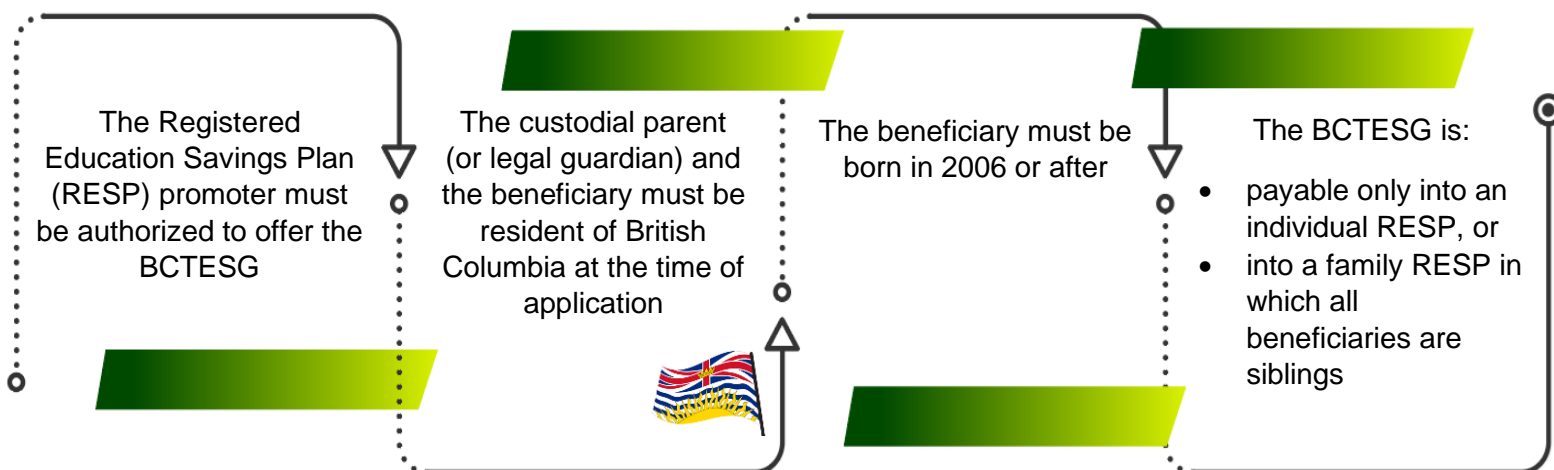 The Registered
Education Savings Plan
(RESP) promoter must
be authorized to offer the
BCTESG
The custodial parent
(or legal guardian) and
the beneficiary must be
resident of British
Columbia at the time of
application
The beneficiary must be
born in 2006 or after
The BCTESG is:
• payable only into an
individual RESP, or
• into a family RESP in
which all
beneficiaries are
siblings